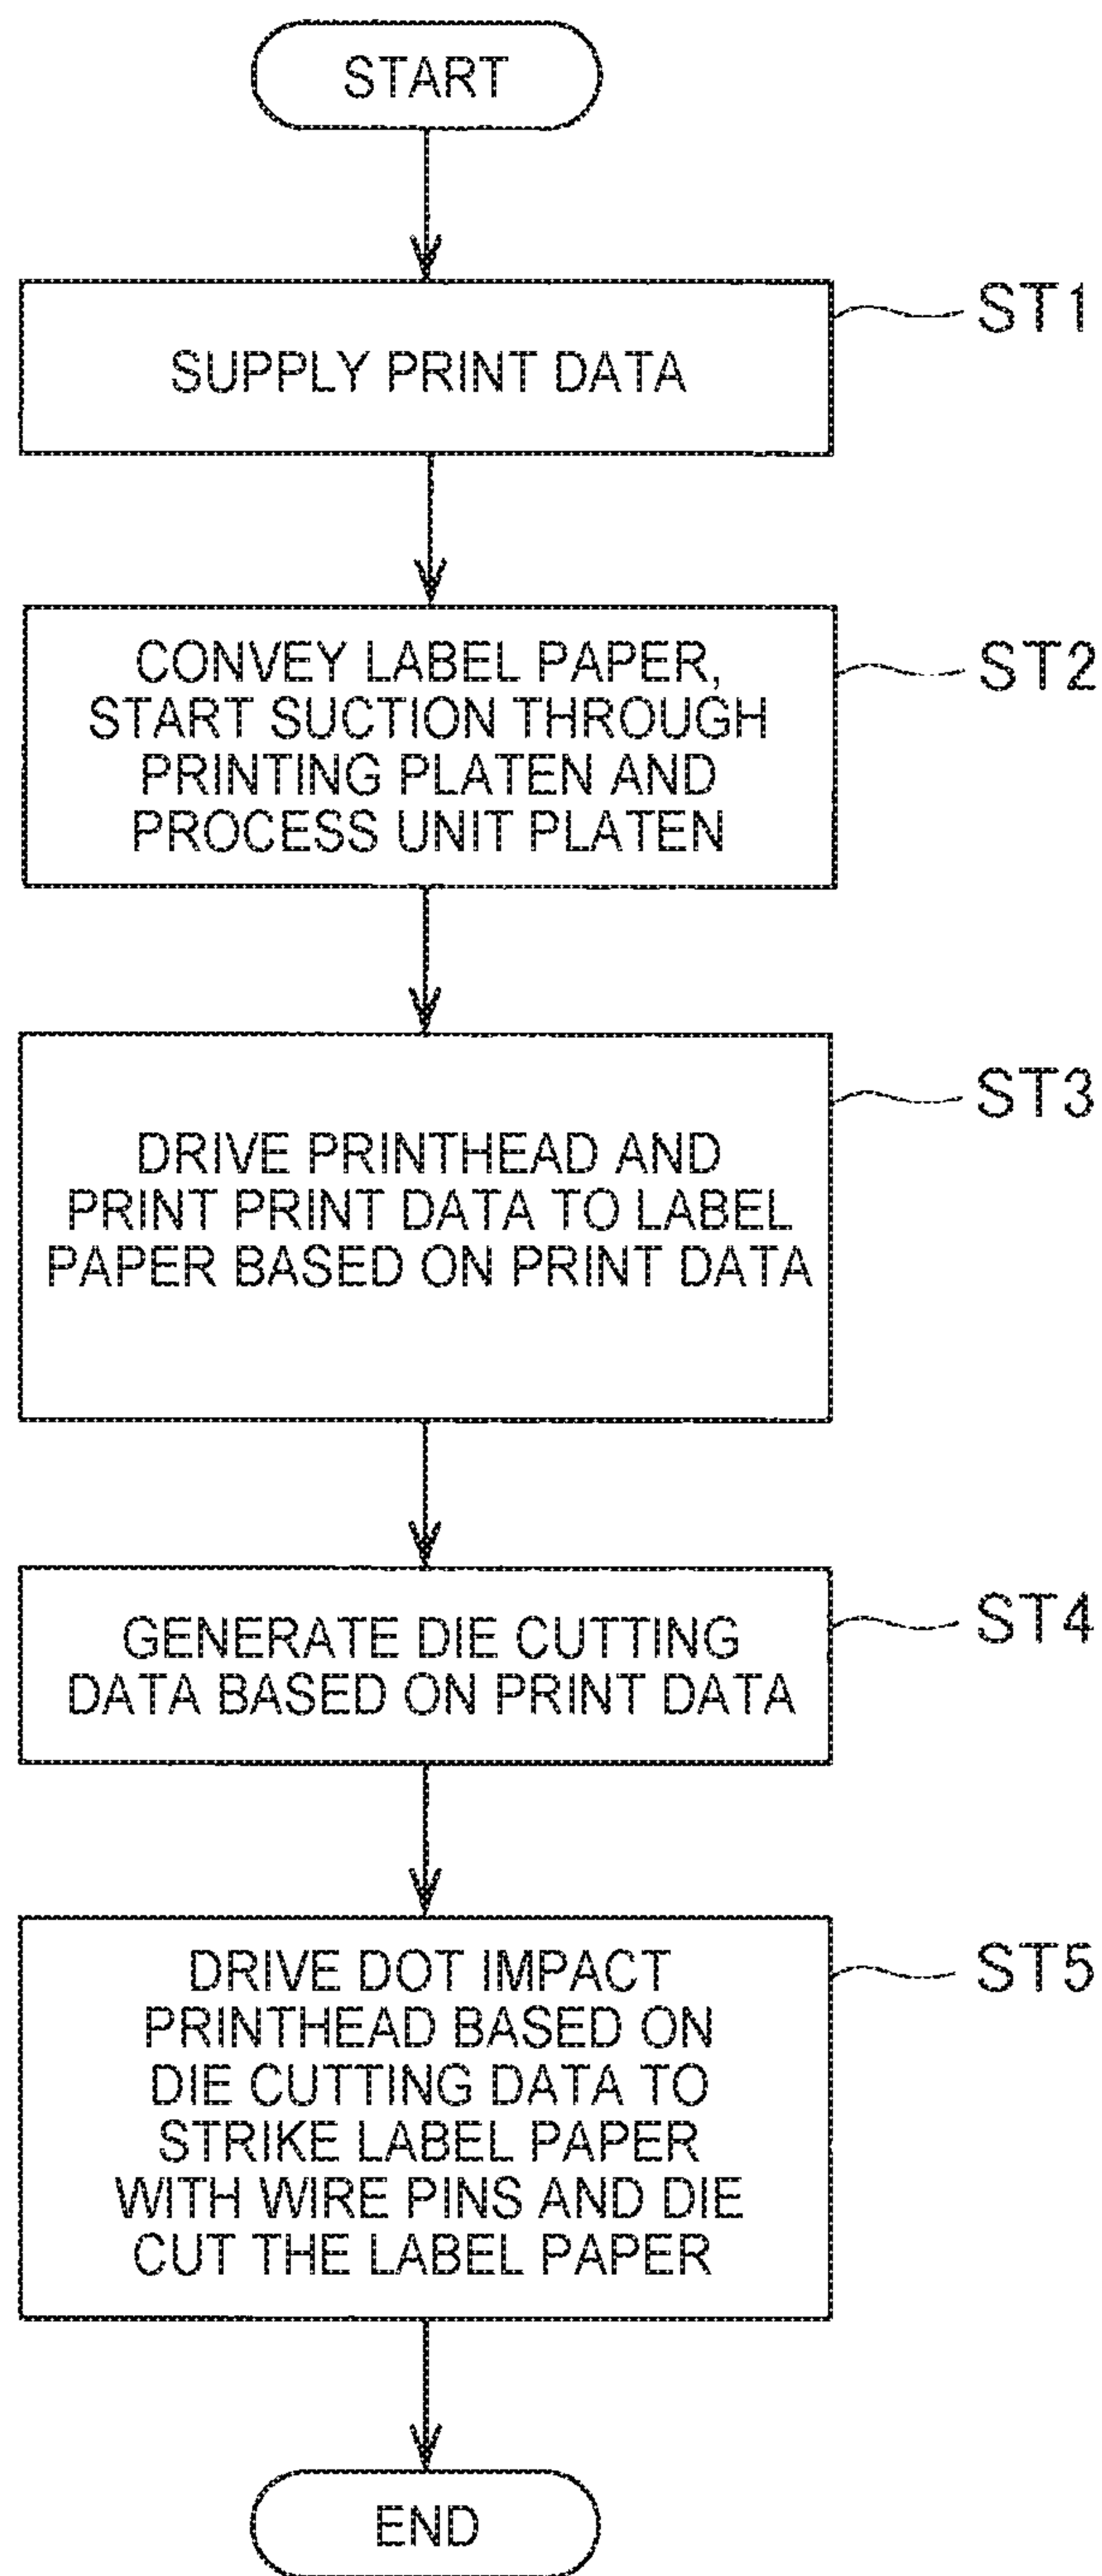 START
SUPPLY PRINT DATA
ST1
CONVEY LABEL PAPER,
START SUCTION THROUGH
PRINTING PLATEN AND
PROCESS UNIT PLATEN
ST2
DRIVE PRINTHEAD AND
PRINT PRINT DATA TO LABEL
PAPER BASED ON PRINT DATA
ST3
GENERATE DIE CUTTING
DATA BASED ON PRINT DATA
ST4
DRIVE DOT IMPACT
PRINTHEAD BASED ON
DIE CUTTING DATA TO
STRIKE LABEL PAPER
WITH WIRE PINS AND DIE
CUT THE LABEL PAPER
ST5
END